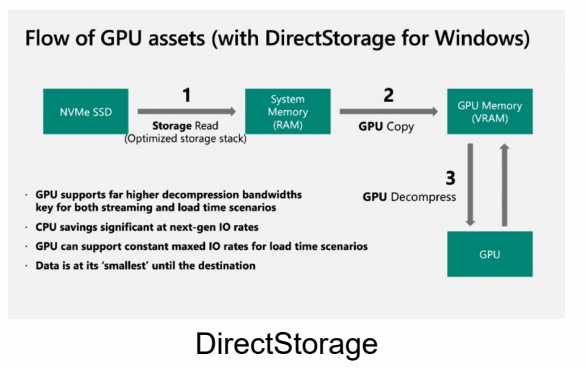 Flow of GPU assets (with DirectStorage for Windows)
NVMe SSD
1
Storage Read
(Optimized storage stack)
System
Memory
(RAM)
2
GPU Copy
GPU Memory
(VRAM)
3
GPU Decompress
GPU
· GPU supports far higher decompression bandwidths
key for both streaming and load time scenarios
· CPU savings significant at next-gen IO rates
· GPU can support constant maxed IO rates for load time scenarios
· Data is at its 'smallest' until the destination
DirectStorage